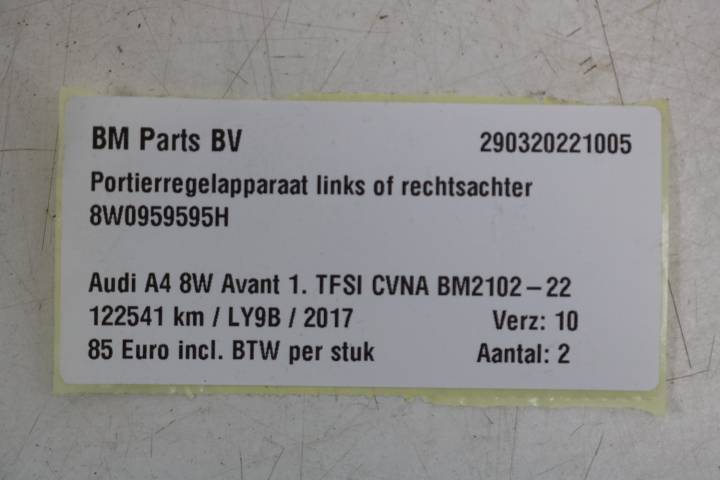 BM Parts BV 290320221005
Portierregelapparaat links of rechtsachter
8W0959595H
Audi A4 8W Avant 1. TFSI CVNA BM2102-22
122541 km / LY9B / 2017 Verz: 10
85 Euro incl. BTW per stuk Aantal: 2